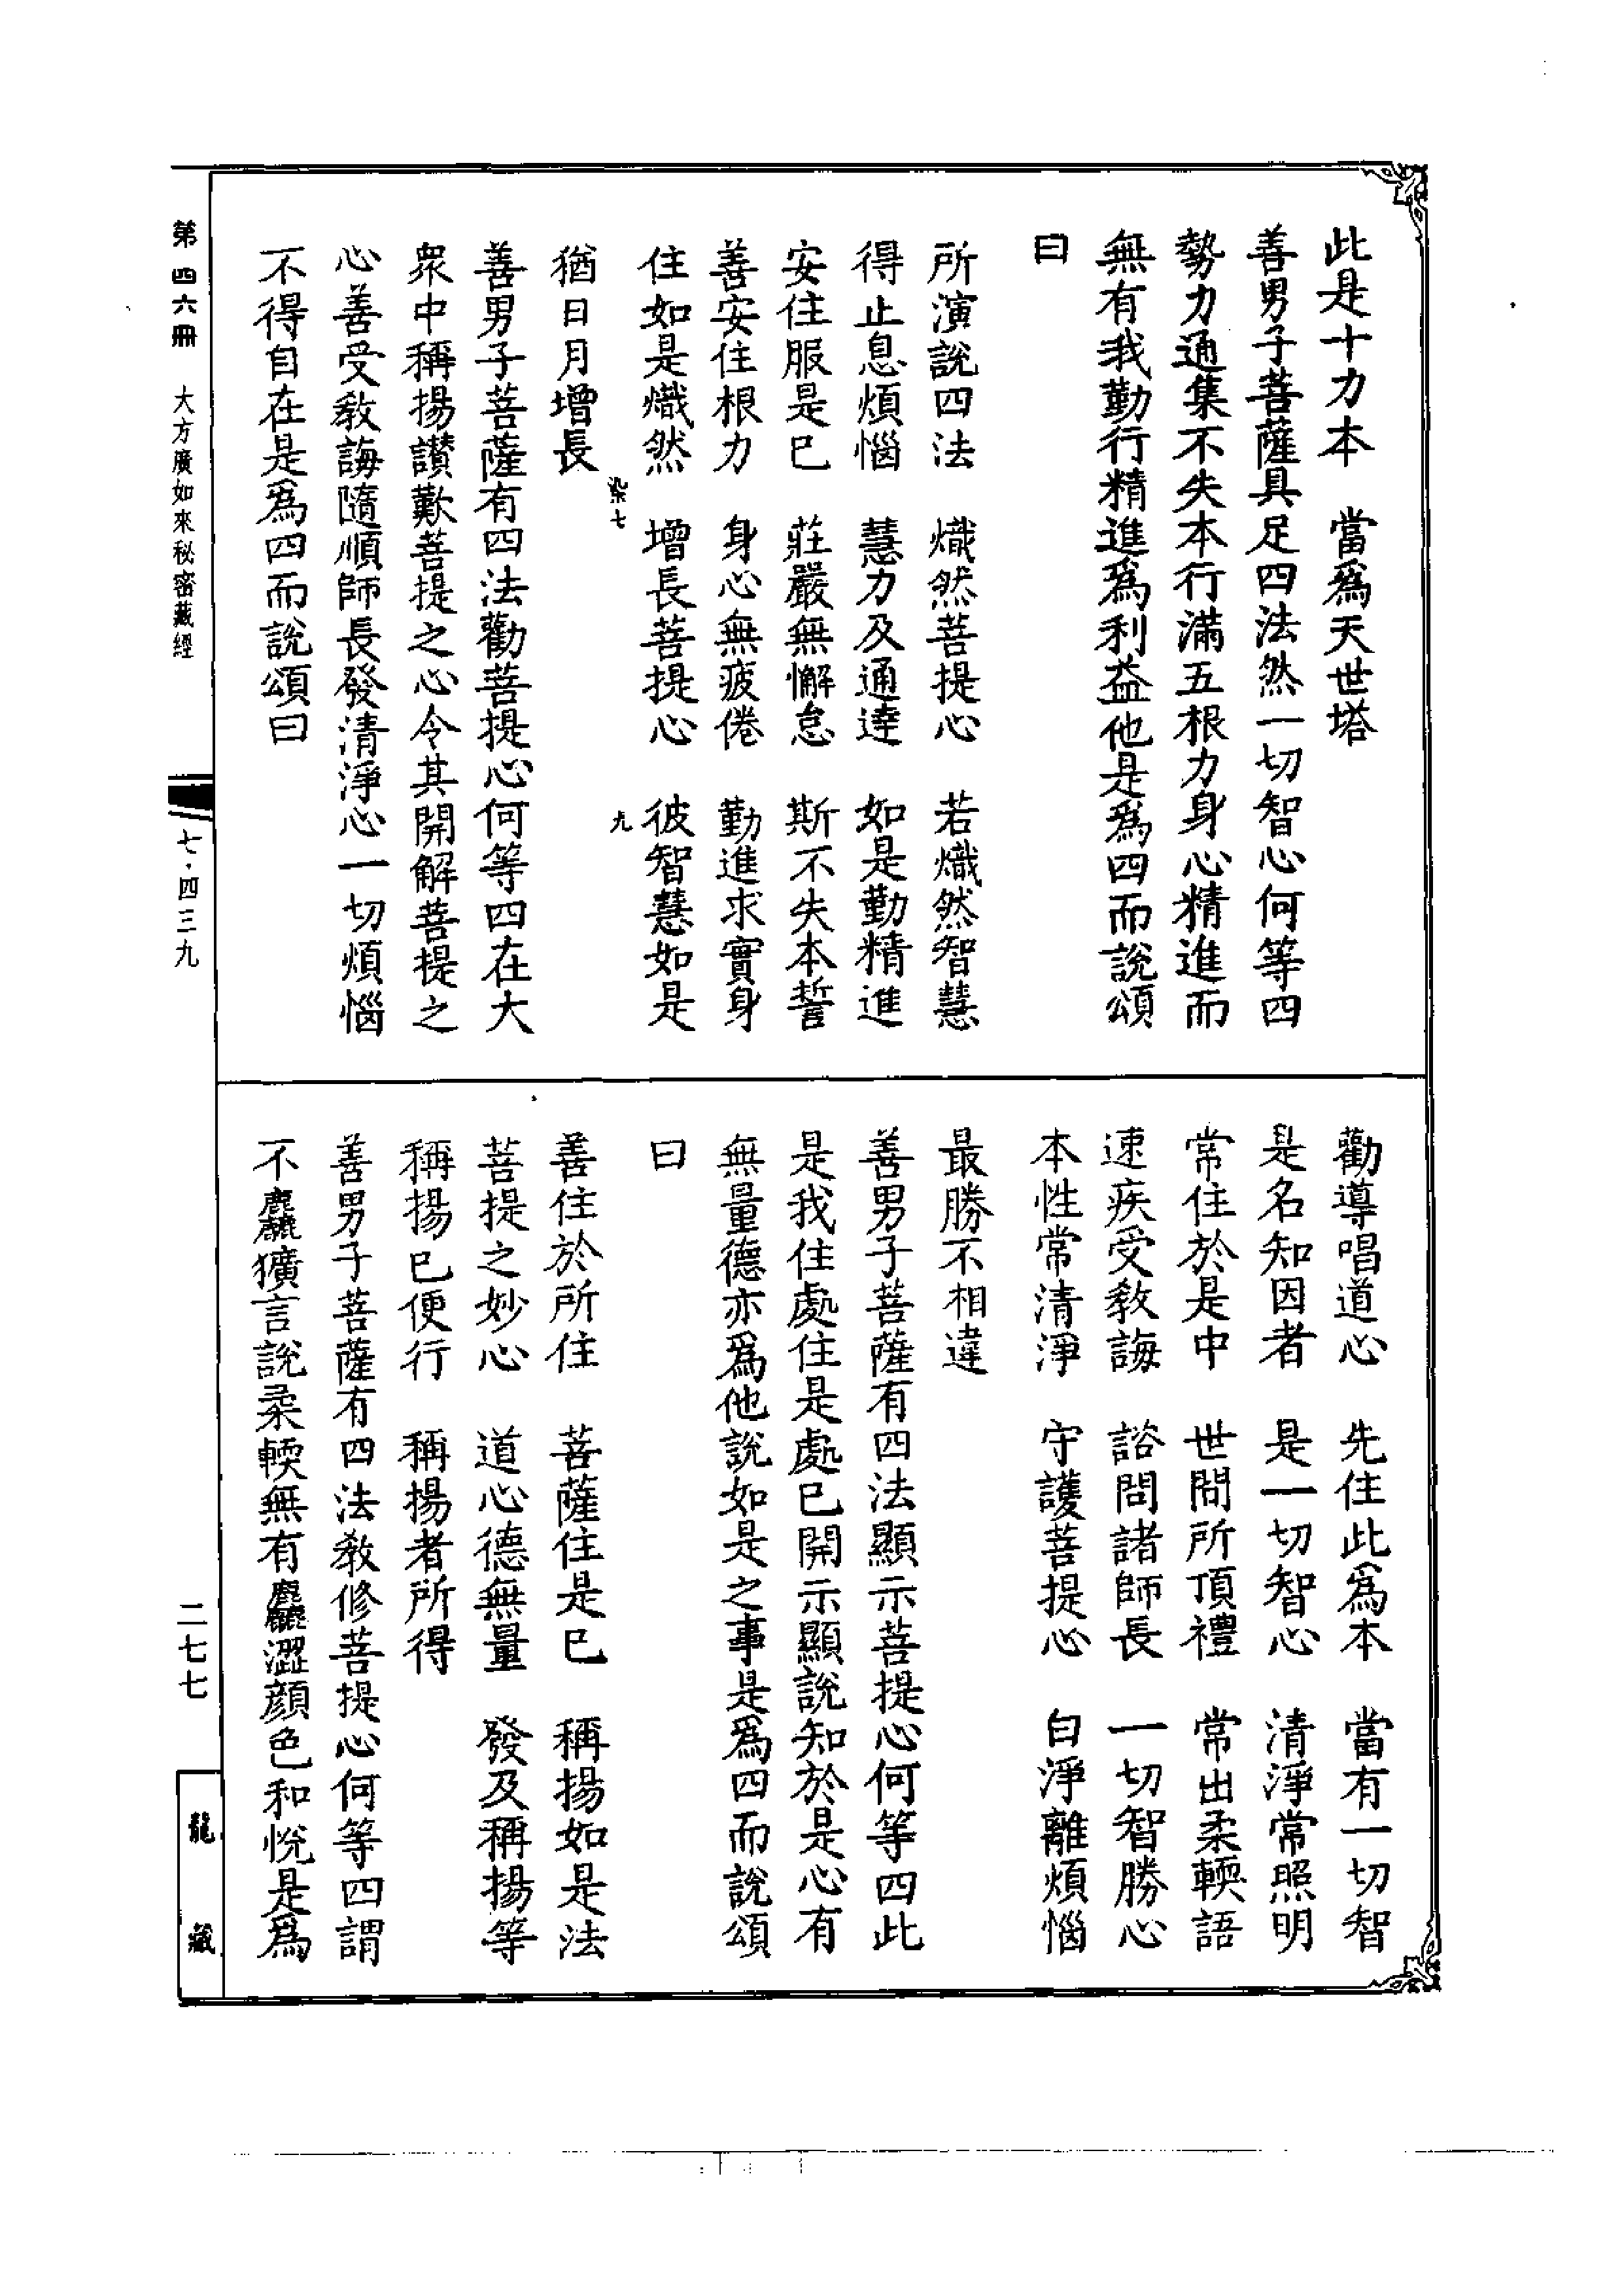 此是十力本　當爲天世塔
善男子菩薩具足四法然一切智心何等四
勢力通集不失本行滿五根力身心精進而
無有我勤行精進爲利益他是爲四而說頌
曰
所演說四法　熾然菩提心　若熾然智慧
得止息煩惱　慧力及通達　如是勤精進
安住服是已　莊嚴無懈怠　斯不失本誓
善安住根力　身心無疲倦　勤進求實身
住如是熾然　增長菩提心　彼智慧如是
染七　九
猶日月增長
善男子菩薩有四法勸菩提心何等四在大
衆中稱揚讃歎菩提之心令其開解菩提之
心善受敎誨隨順師長發清淨心一切煩惱
不得自在是爲四而說頌曰
勸導唱道心　先住此爲本　當有一切智
是名知因者　是一切智心　清淨常照明
常住於是中　世間所頂禮　常出柔輭語
速疾受敎誨　諮問諸師長　一切智勝心
本性常清淨　守護菩提心　白淨離煩惱
最勝不相違
善男子菩薩有四法顯示菩提心何等四此
是我住處住是處已開示顯說知於是心有
無量德亦爲他說如是之事是爲四而說頌
曰
善住於所住　菩薩住是已　稱揚如是法
菩提之妙心　道心德無量　發及稱揚等
稱揚已便行　稱揚者所得
善男子菩薩有四法敎修菩提心何等四謂
不麤獷言說柔輭無有麤澀顏色和悅是爲
第四六冊　大方廣如來秘密藏經
七·四三九
二七七
龍藏